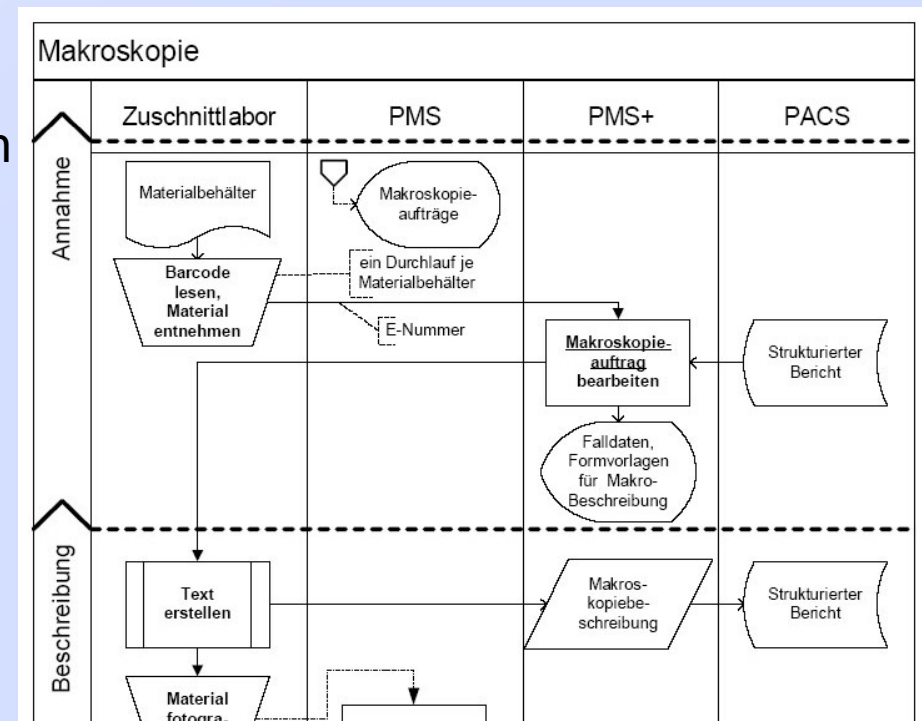 Makroskopie
Zuschnittlabor
PMS
PMS+
PACS
Annahme
Materialbehälter
Makroskopie-
aufträge
Barcode
lesen,
Material
entnehmen
ein Durchlauf je
Materialbehälter
E-Nummer
Makroskopie-
auftrag
bearbeiten
Strukturierter
Bericht
Falldaten,
Formvorlagen
für Makro-
Beschreibung
Beschreibung
Text
erstellen
Makros-
kopiebe-
schreibung
Strukturierter
Bericht
Material
fotogra-